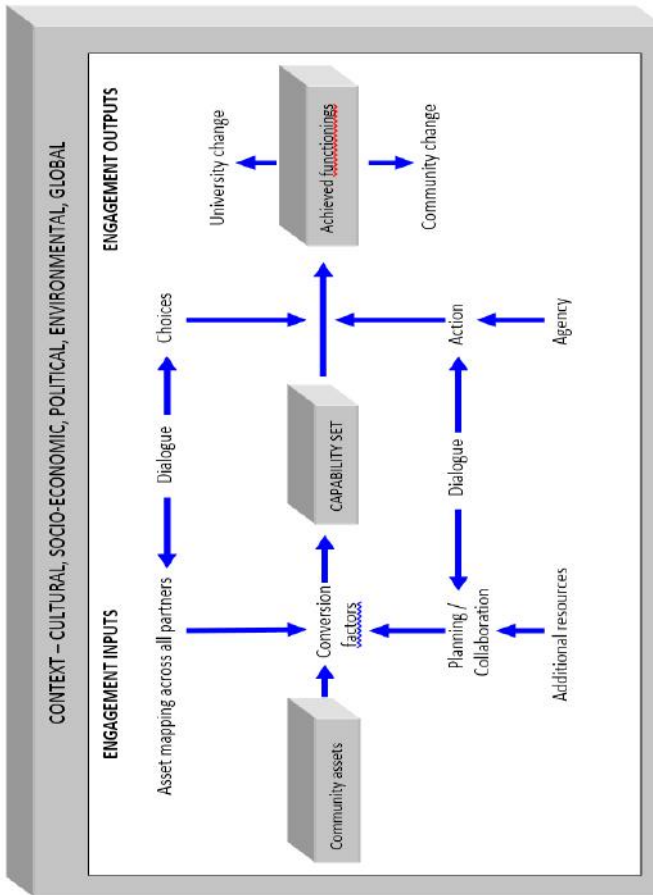 CONTEXT – CULTURAL, SOCIO-ECONOMIC, POLITICAL, ENVIRONMENTAL, GLOBAL
ENGAGEMENT INPUTS
ENGAGEMENT OUTPUTS
Asset mapping across all partners
Dialogue
Choices
University change
Community assets
Conversion
factors
CAPABILITY SET
Achieved functionings
Planning /
Collaboration
Dialogue
Action
Community change
Additional resources
Agency